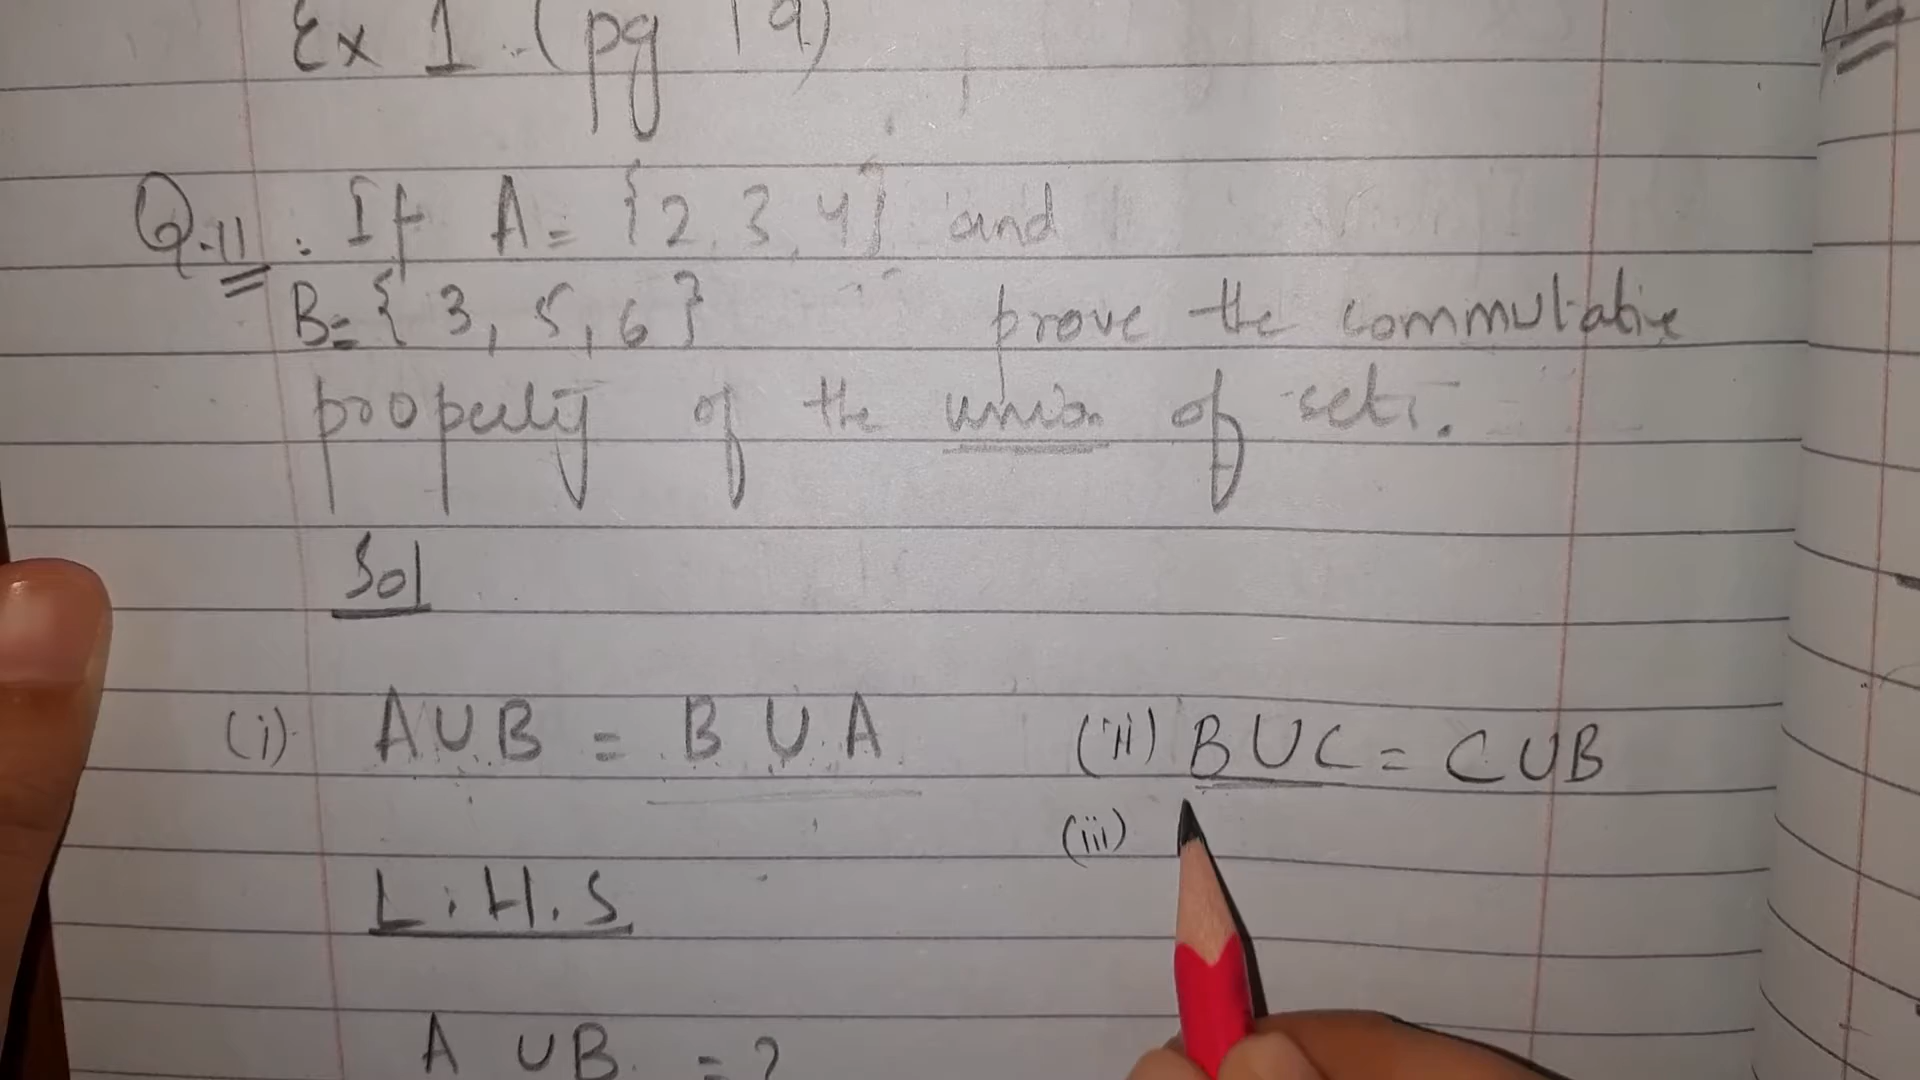 Ex 1 (pg 19)
Q.11: If A = {2, 3, 4} and
B = {3, 5, 6} prove the commutative
property of the union of sets.
Sol
(i) A ∪ B = B ∪ A (ii) B ∪ C = C ∪ B
(iii)
L.H.S
A ∪ B = ?